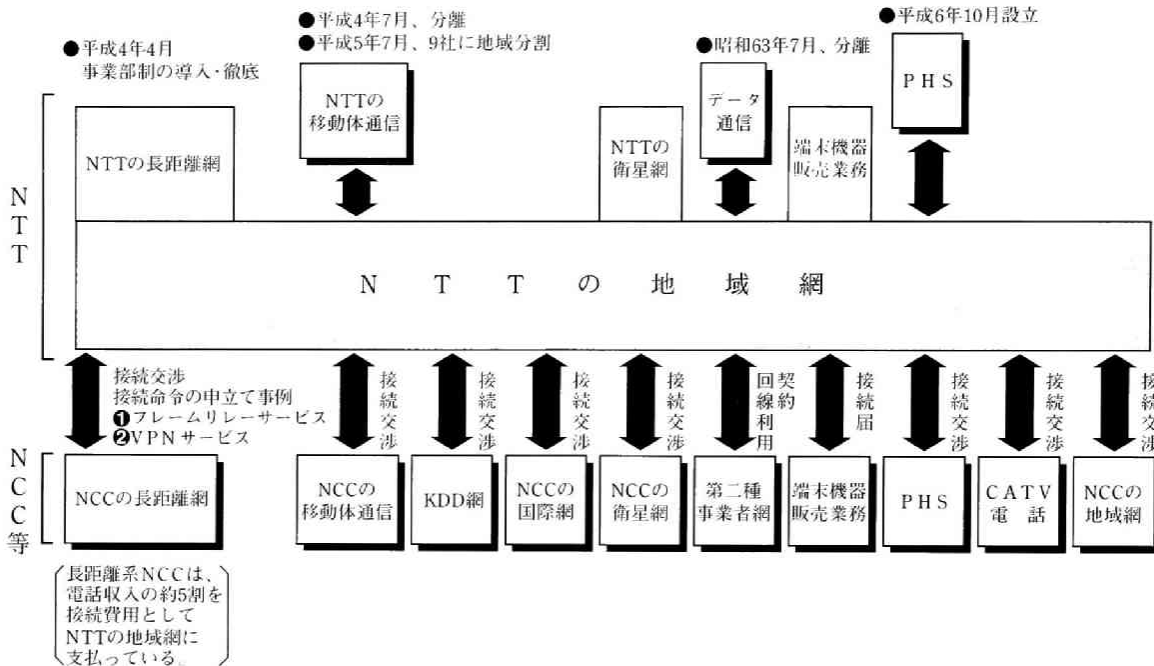 ●平成4年4月
事業部制の導入・徹底
●平成4年7月、分離
●平成5年7月、9社に地域分割
●昭和63年7月、分離
●平成6年10月設立
NTT
NTTの長距離網
NTTの
移動体通信
NTTの
衛星網
データ
通信
端末機器
販売業務
PHS
NTTの地域網
接続交渉
接続命令の申立て事例
❶フレームリレーサービス
❷VPNサービス
接続交渉
接続交渉
接続交渉
接続交渉
契約
回線利用
接続届
接続交渉
接続交渉
接続交渉
NCC等
NCCの長距離網
NCCの
移動体通信
KDD網
NCCの
国際網
NCCの
衛星網
第二種
事業者網
端末機器
販売業務
PHS
CATV
電話
NCCの
地域網
長距離系NCCは、
電話収入の約5割を
接続費用として
NTTの地域網に
支払っている。